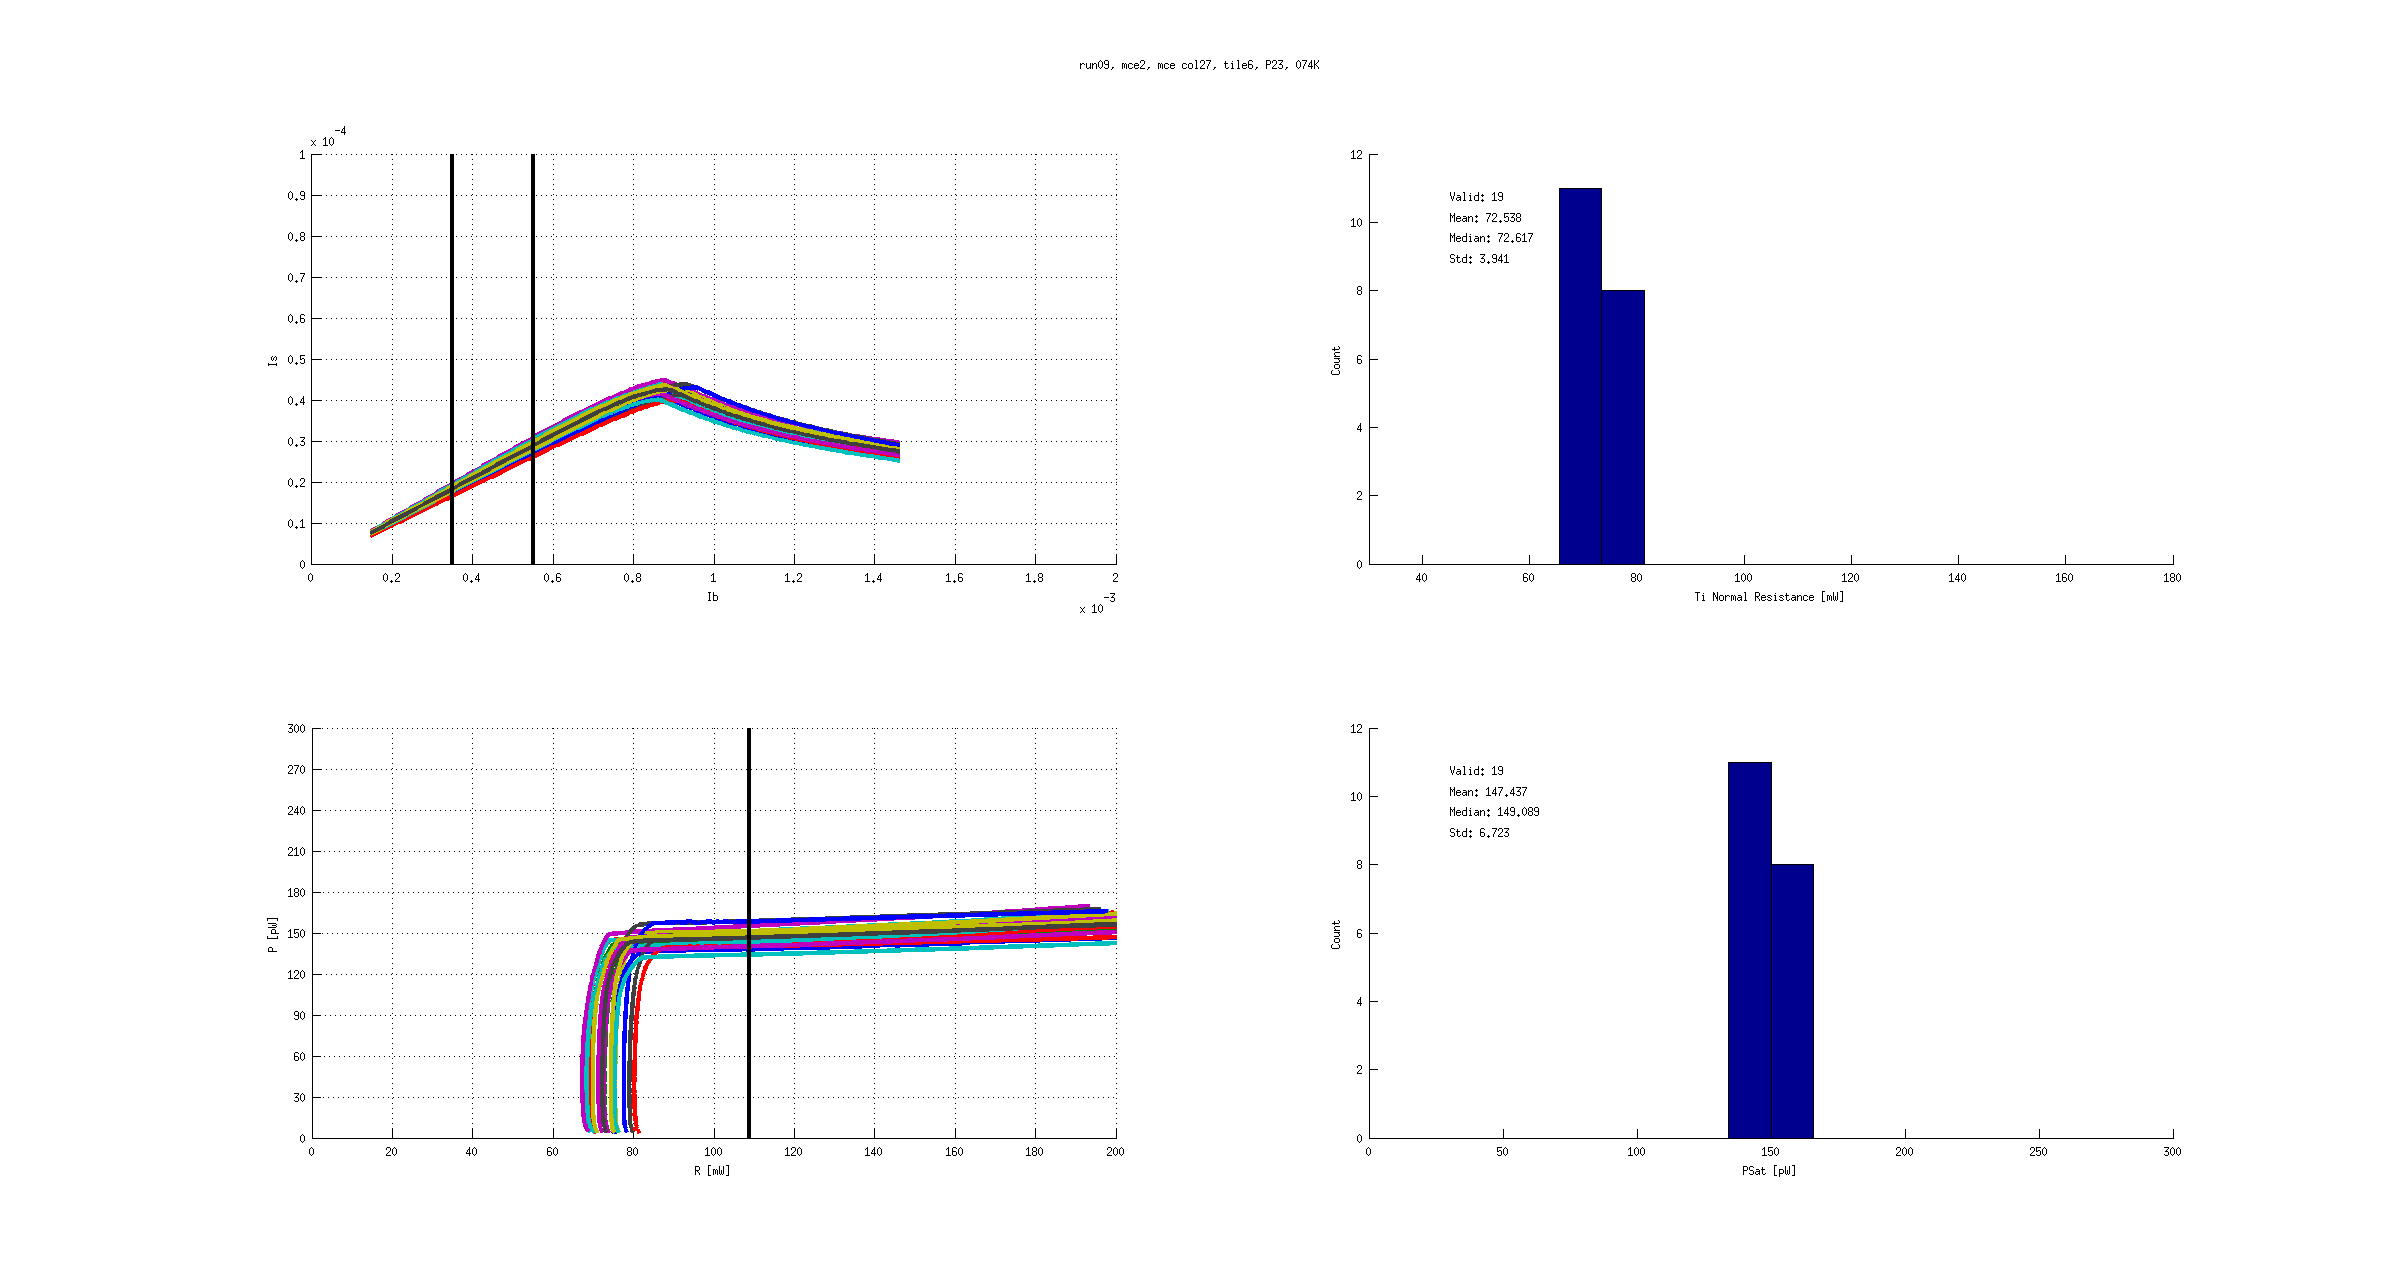 run09, mce2, mce col27, tile6, P23, 074K
x 10 -4
1
0.9
0.8
0.7
0.6
0.5
0.4
0.3
0.2
0.1
0
Is
0 0.2 0.4 0.6 0.8 1 1.2 1.4 1.6 1.8 2
Ib
x 10 -3
12
10
8
6
4
2
0
Count
Valid: 19
Mean: 72.538
Median: 72.617
Std: 3.941
40 60 80 100 120 140 160 180
Ti Normal Resistance [mW]
300
270
240
210
180
150
120
90
60
30
0
P [pW]
0 20 40 60 80 100 120 140 160 180 200
R [mW]
12
10
8
6
4
2
0
Count
Valid: 19
Mean: 147.437
Median: 149.089
Std: 6.723
0 50 100 150 200 250 300
PSat [pW]